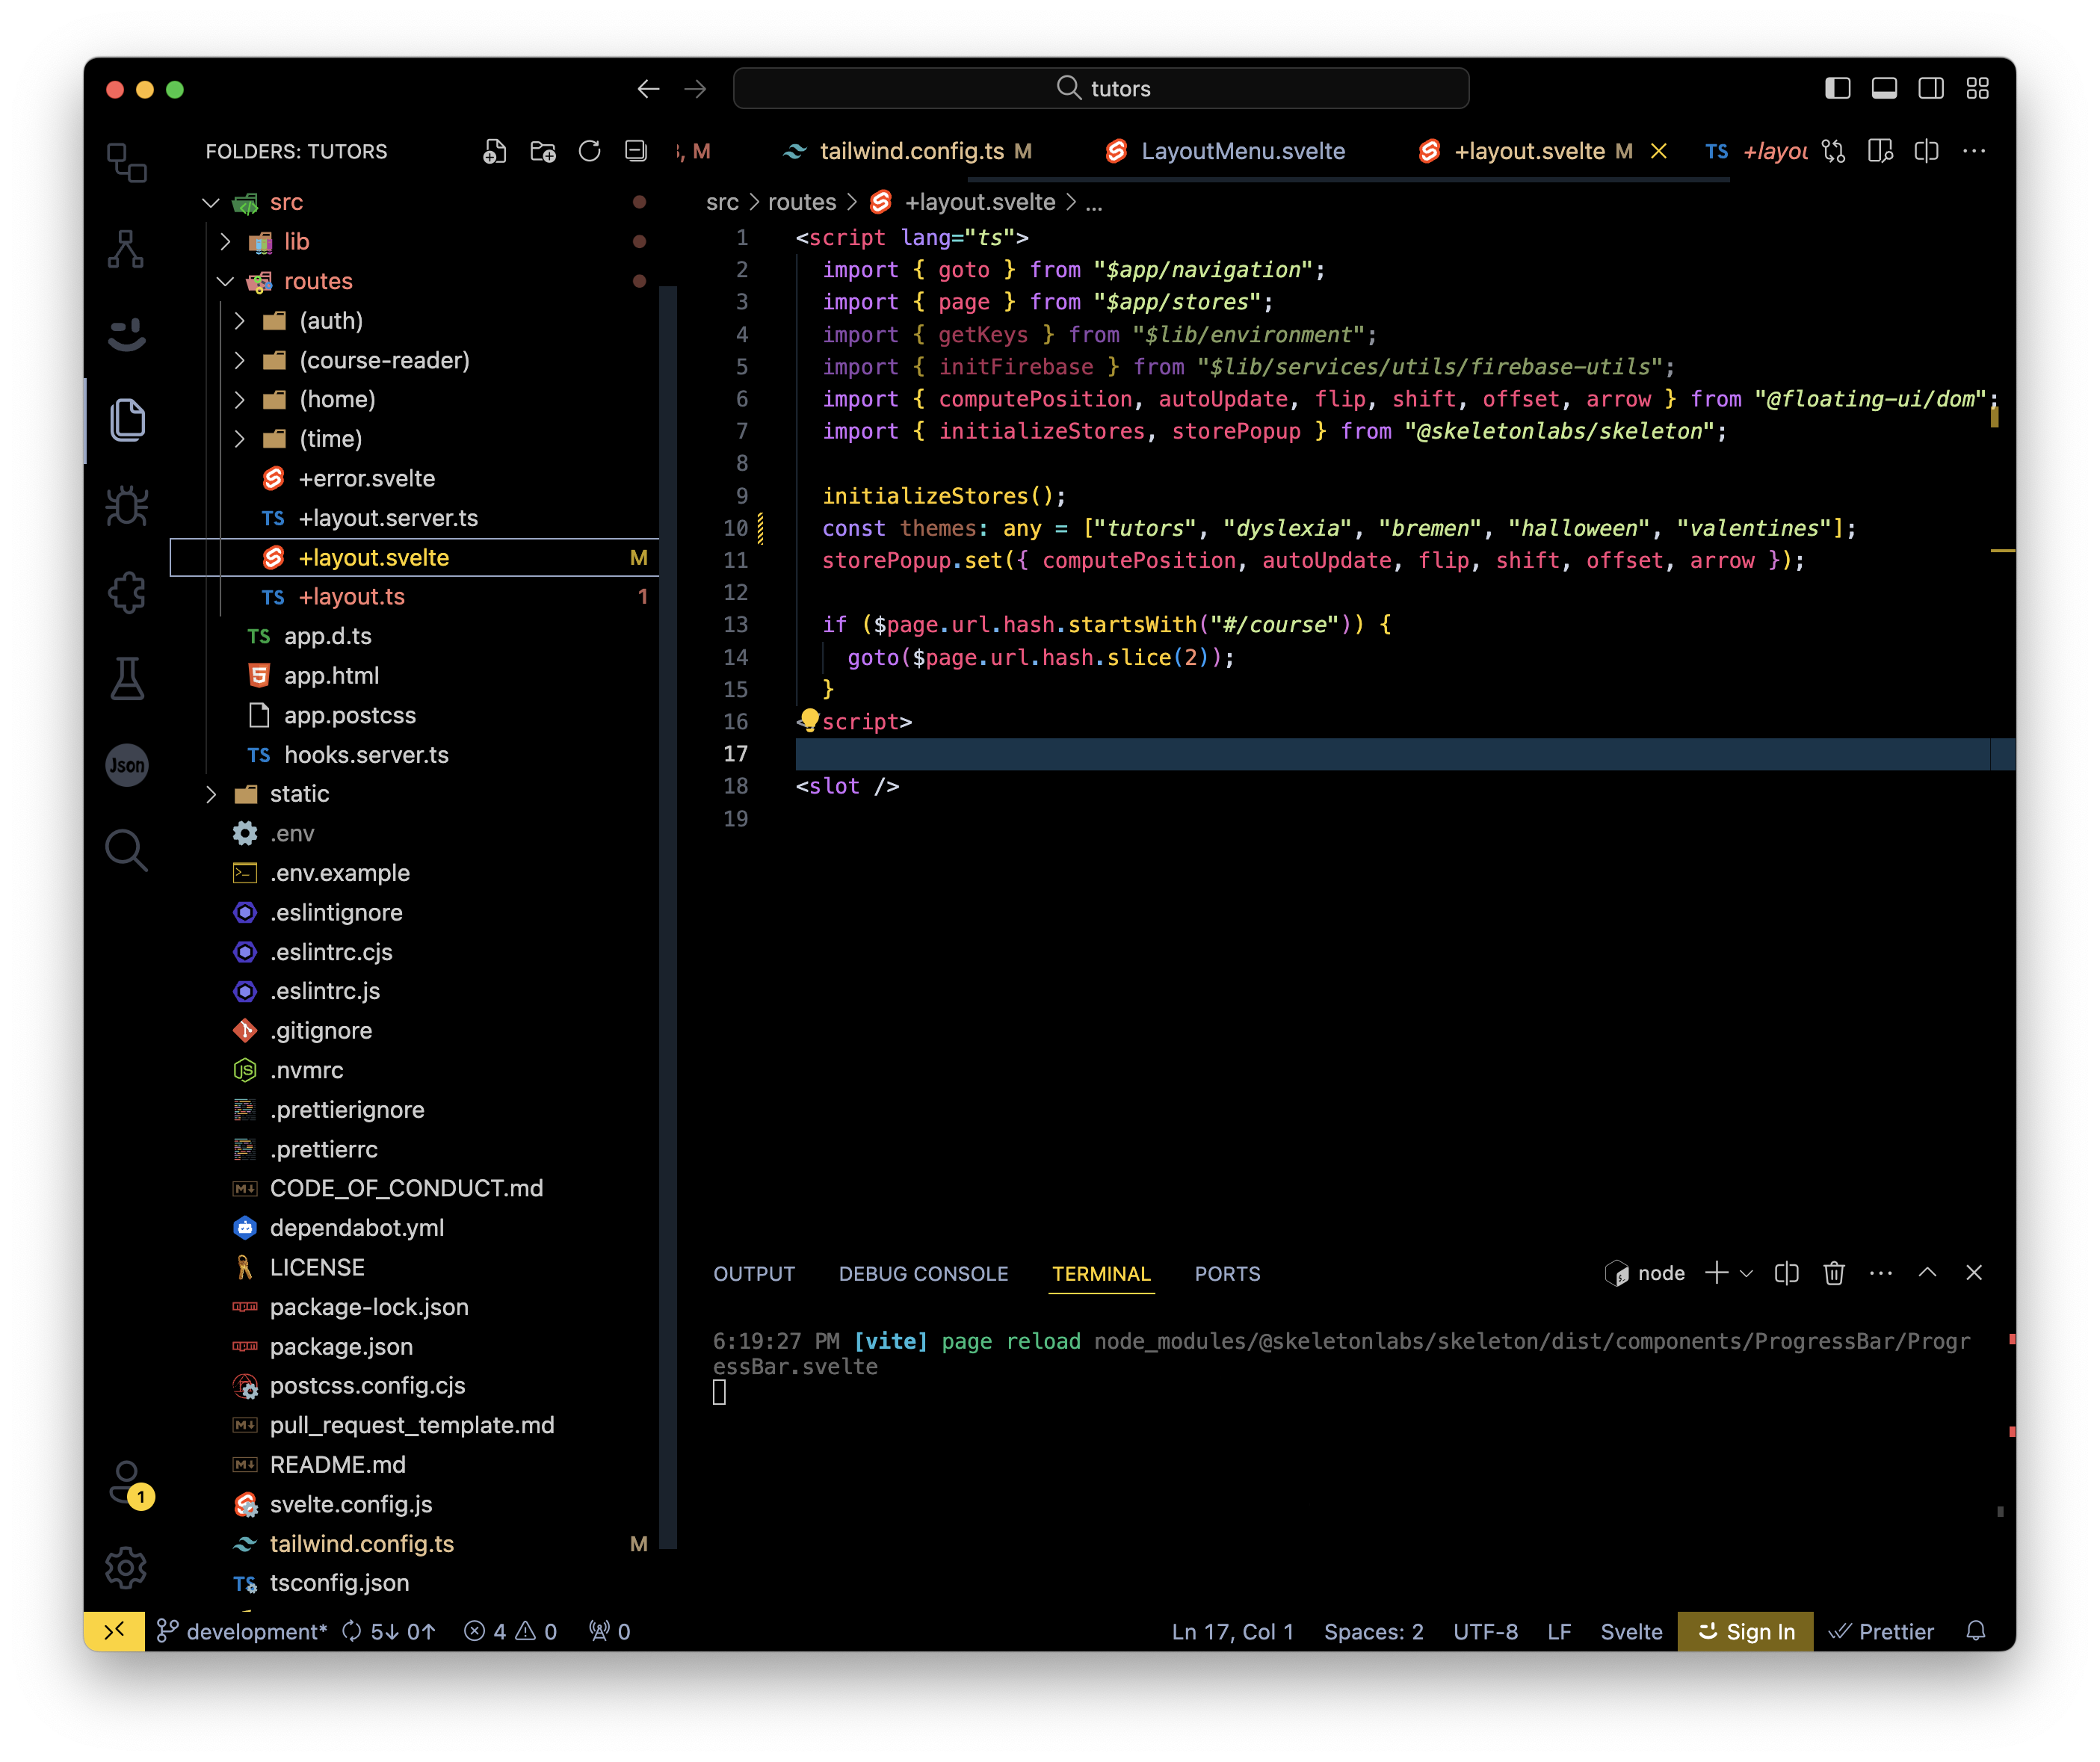 tutors
FOLDERS: TUTORS
src
lib
routes
(auth)
(course-reader)
(home)
(time)
+error.svelte
TS +layout.server.ts
+layout.svelte M
TS +layout.ts 1
TS app.d.ts
app.html
app.postcss
TS hooks.server.ts
static
.env
.env.example
.eslintignore
.eslintrc.cjs
.eslintrc.js
.gitignore
.nvmrc
.prettierignore
.prettierrc
CODE_OF_CONDUCT.md
dependabot.yml
LICENSE
package-lock.json
package.json
postcss.config.cjs
pull_request_template.md
README.md
svelte.config.js
tailwind.config.ts M
TS tsconfig.json
Json
1
, M
tailwind.config.ts M
LayoutMenu.svelte
+layout.svelte M
TS +layou
src > routes > +layout.svelte > ...
1 <script lang="ts">
2 import { goto } from "$app/navigation";
3 import { page } from "$app/stores";
4 import { getKeys } from "$lib/environment";
5 import { initFirebase } from "$lib/services/utils/firebase-utils";
6 import { computePosition, autoUpdate, flip, shift, offset, arrow } from "@floating-ui/dom";
7 import { initializeStores, storePopup } from "@skeletonlabs/skeleton";
8
9 initializeStores();
10 const themes: any = ["tutors", "dyslexia", "bremen", "halloween", "valentines"];
11 storePopup.set({ computePosition, autoUpdate, flip, shift, offset, arrow });
12
13 if ($page.url.hash.startsWith("#/course")) {
14 goto($page.url.hash.slice(2));
15 }
16 <script>
17
18 <slot />
19
OUTPUT DEBUG CONSOLE TERMINAL PORTS
node
6:19:27 PM [vite] page reload node_modules/@skeletonlabs/skeleton/dist/components/ProgressBar/Progr
essBar.svelte
development* 5↓ 0↑ 4 0 0
Ln 17, Col 1 Spaces: 2 UTF-8 LF Svelte Sign In Prettier